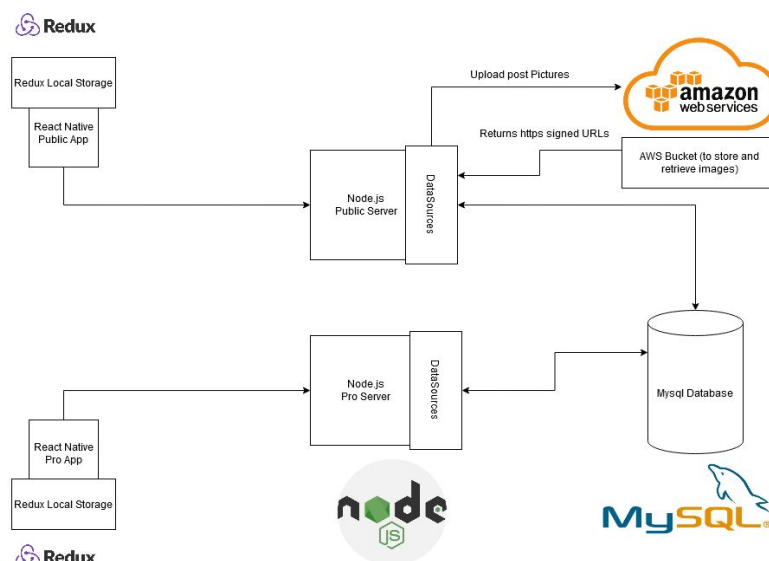 Redux
Redux Local Storage
React Native
Public App
Upload post Pictures
amazon
web services
Returns https signed URLs
AWS Bucket (to store and
retrieve images)
Node.js
Public Server
DataSources
Node.js
Pro Server
DataSources
Mysql Database
React Native
Pro App
Redux Local Storage
node
JS
MySQL®
Redux